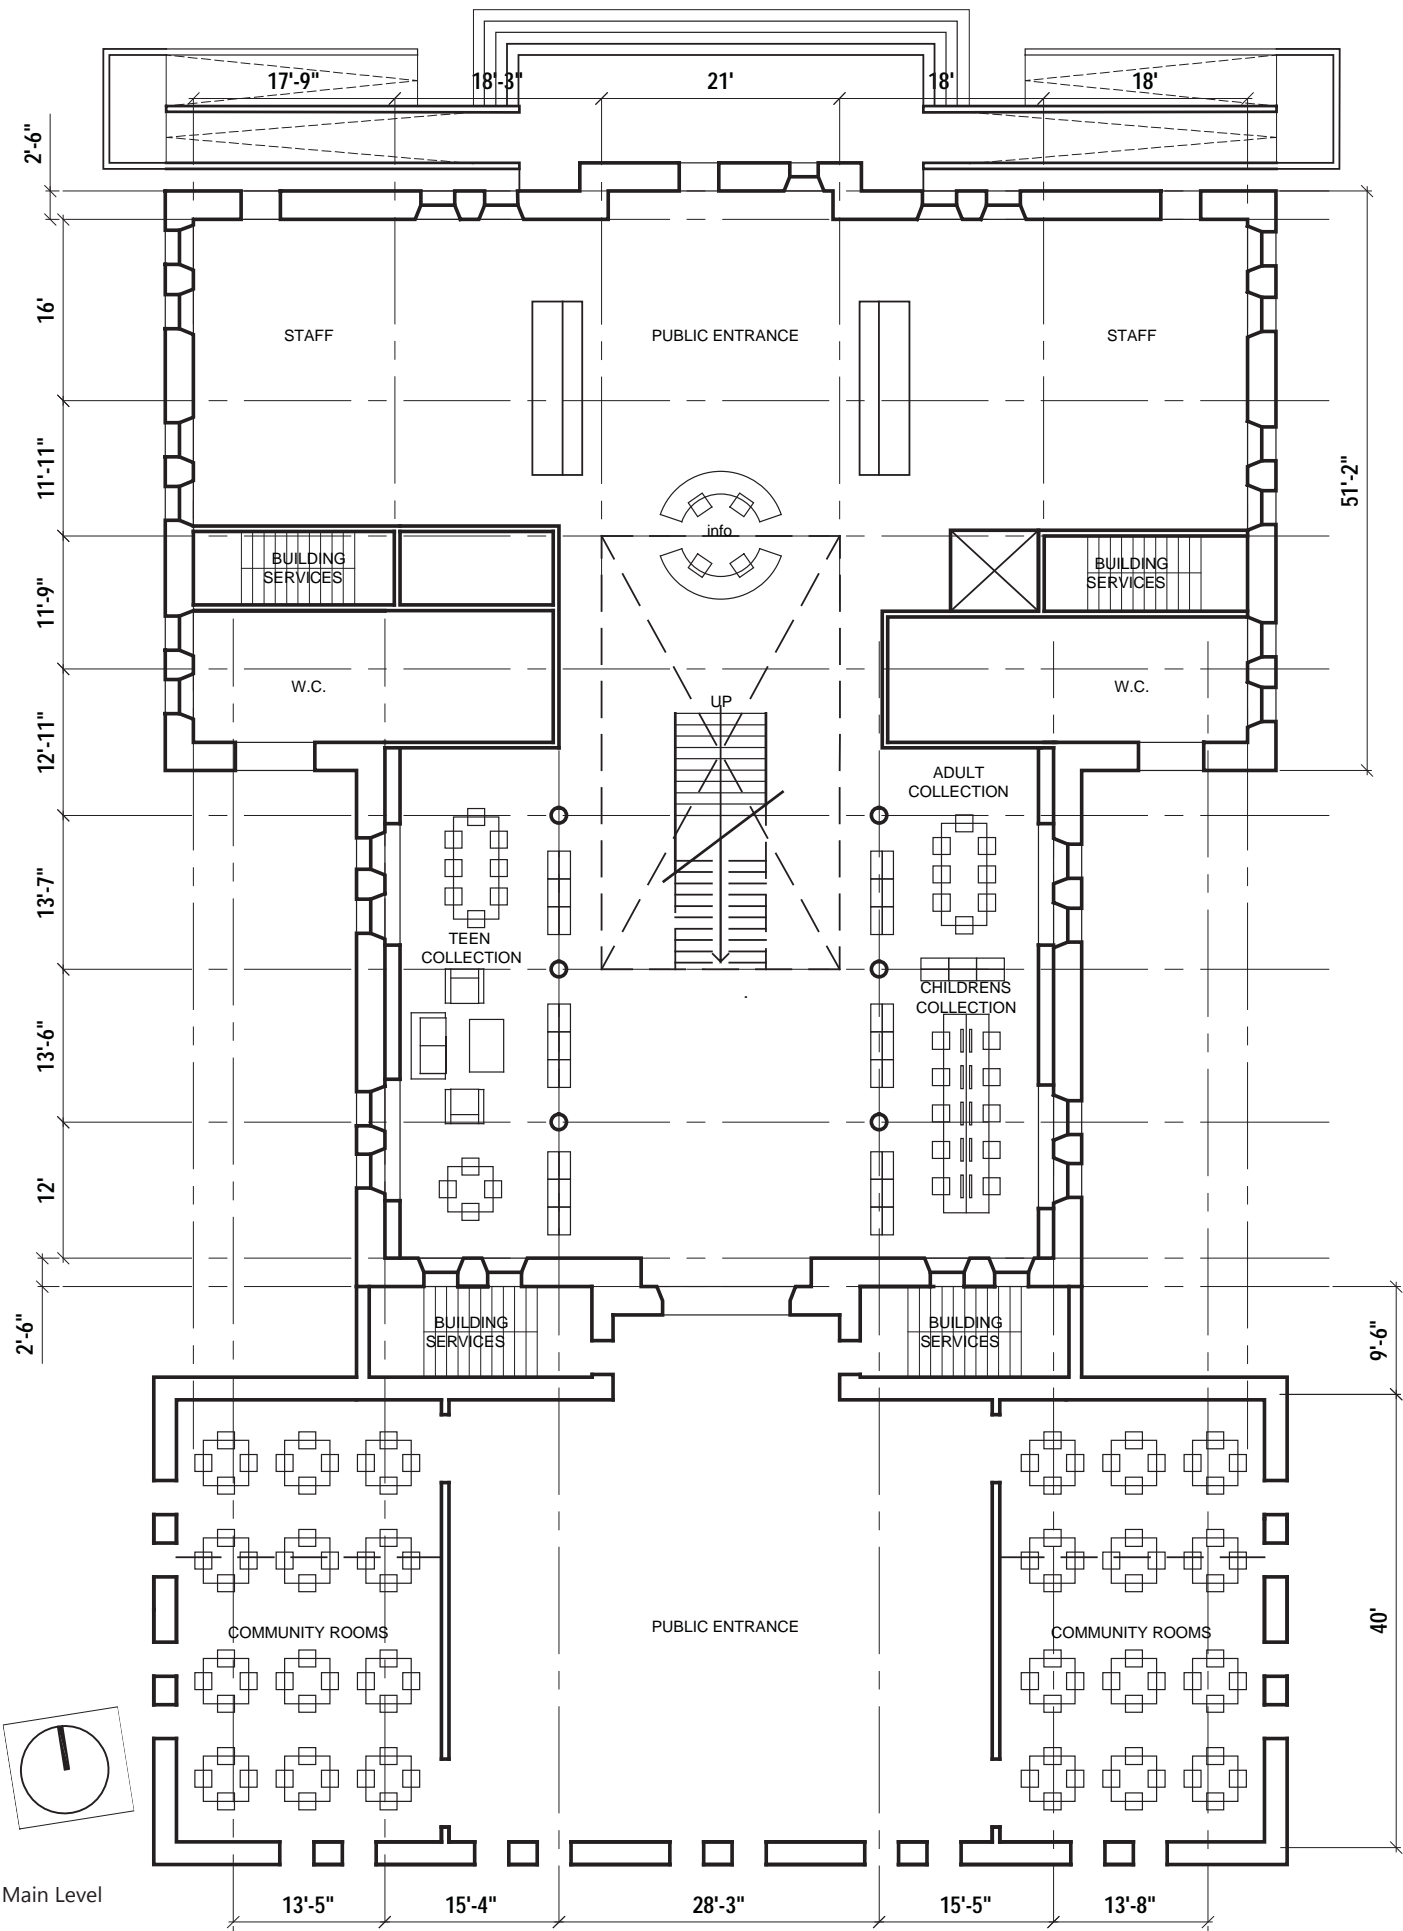 17'-9"
18'-3"
21'
18'
18'
2'-6"
16'
STAFF
PUBLIC ENTRANCE
STAFF
11'-11"
51'-2"
info
BUILDING
SERVICES
BUILDING
SERVICES
11'-9"
W.C.
W.C.
UP
12'-11"
ADULT
COLLECTION
13'-7"
TEEN
COLLECTION
CHILDRENS
COLLECTION
13'-6"
12'
2'-6"
BUILDING
SERVICES
BUILDING
SERVICES
9'-6"
COMMUNITY ROOMS
PUBLIC ENTRANCE
COMMUNITY ROOMS
40'
Main Level
13'-5"
15'-4"
28'-3"
15'-5"
13'-8"